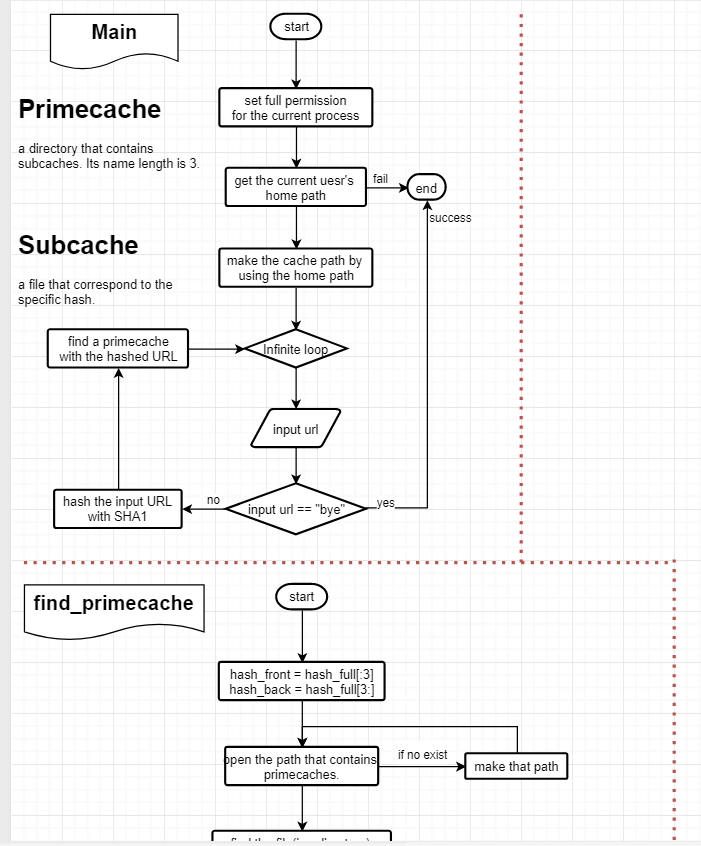 Main
start
Primecache
set full permission
for the current process
a directory that contains
subcaches. Its name length is 3.
get the current uesr's
home path
fail
end
success
Subcache
make the cache path by
using the home path
a file that correspond to the
specific hash.
find a primecache
with the hashed URL
Infinite loop
input url
hash the input URL
with SHA1
no
input url == "bye"
yes
find_primecache
start
hash_front = hash_full[:3]
hash_back = hash_full[3:]
open the path that contains
primecaches.
if no exist
make that path